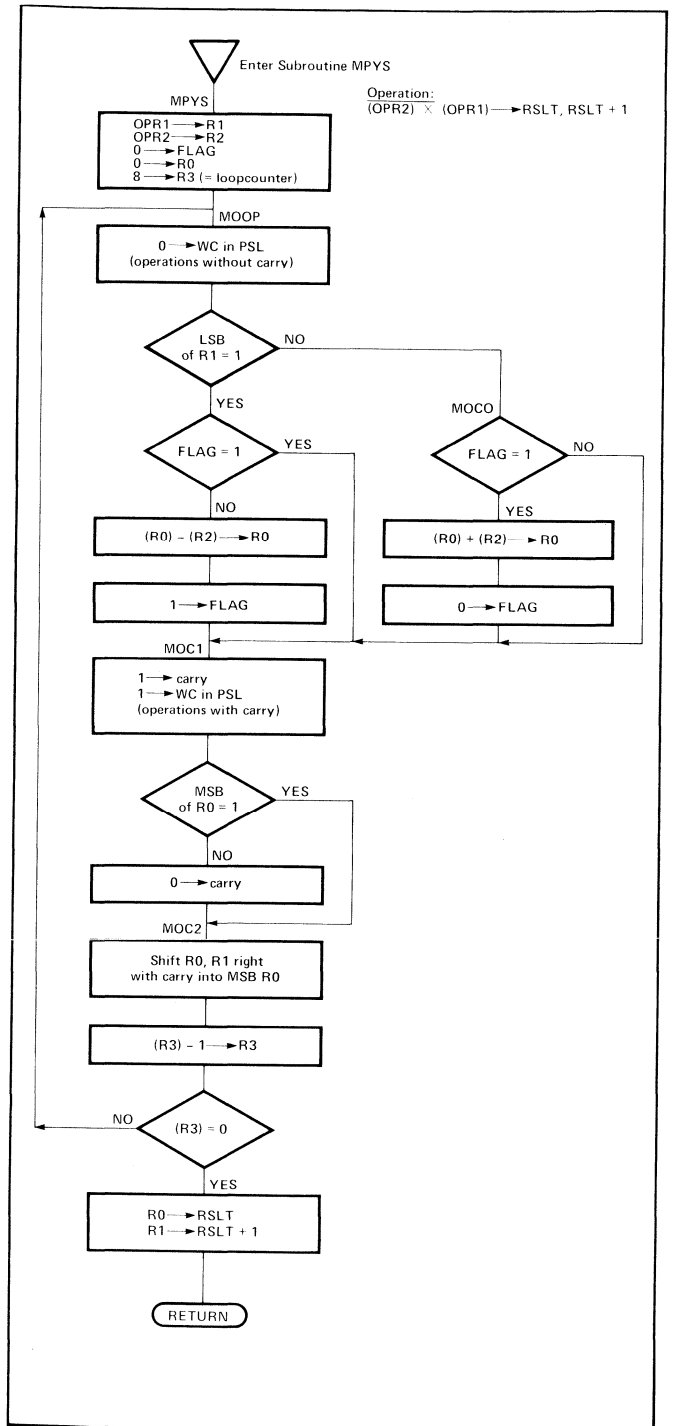 Enter Subroutine MPYS
Operation:
(OPR2) × (OPR1) → RSLT, RSLT + 1
MPYS
OPR1 → R1
OPR2 → R2
0 → FLAG
0 → R0
8 → R3 (= loopcounter)
MOOP
0 → WC in PSL
(operations without carry)
LSB
of R1 = 1
NO
YES
MOCO
FLAG = 1
YES
FLAG = 1
NO
NO
YES
(R0) – (R2) → R0
(R0) + (R2) → R0
1 → FLAG
0 → FLAG
MOC1
1 → carry
1 → WC in PSL
(operations with carry)
MSB
of R0 = 1
YES
NO
0 → carry
MOC2
Shift R0, R1 right
with carry into MSB R0
(R3) – 1 → R3
NO
(R3) = 0
YES
R0 → RSLT
R1 → RSLT + 1
RETURN